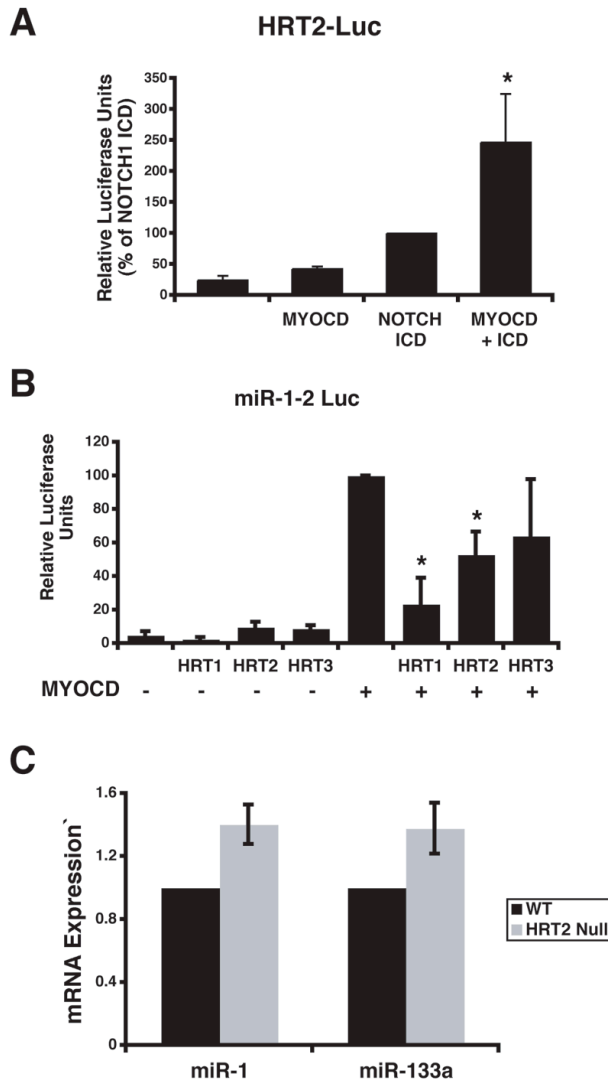 A
HRT2-Luc
Relative Luciferase Units
(% of NOTCH1 ICD)
350
300
250
200
150
100
50
0
*
MYOCD NOTCH MYOCD
ICD + ICD
B
miR-1-2 Luc
Relative Luciferase
Units
120
100
80
60
40
20
0
* *
HRT1 HRT2 HRT3 HRT1 HRT2 HRT3
MYOCD - - - - + + + +
C
mRNA Expression`
1.6
1.2
0.8
0.4
0
WT
HRT2 Null
miR-1 miR-133a